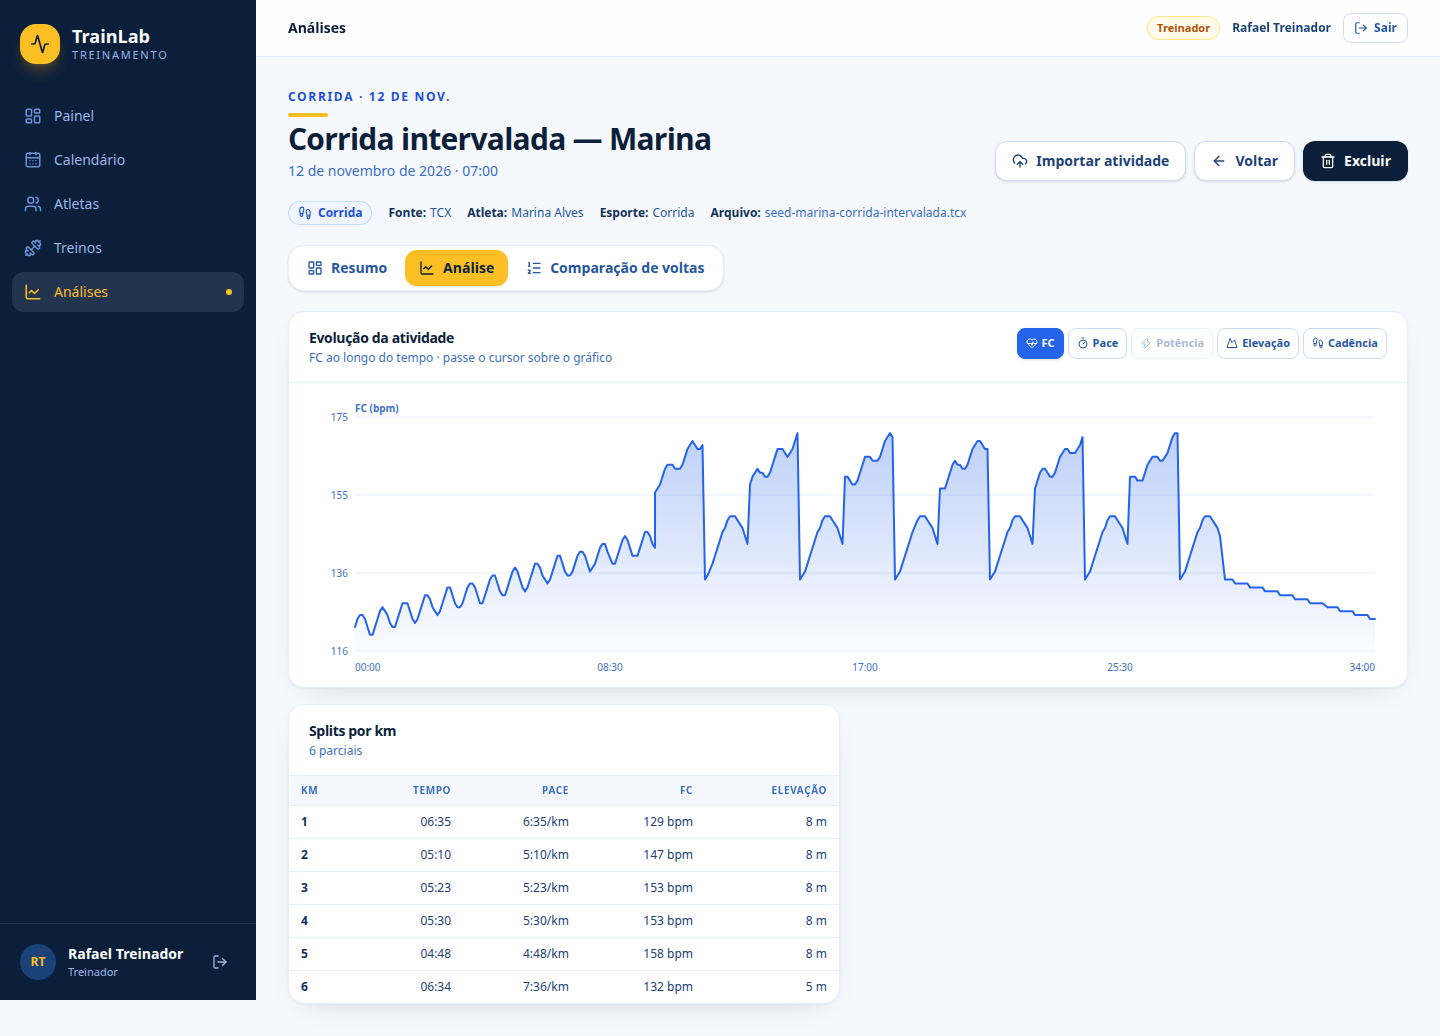 TrainLab
TREINAMENTO
Painel
Calendário
Atletas
Treinos
Análises
RT
Rafael Treinador
Treinador
Análises
Treinador
Rafael Treinador
Sair
CORRIDA · 12 DE NOV.
Corrida intervalada — Marina
12 de novembro de 2026 · 07:00
Importar atividade
Voltar
Excluir
Corrida
Fonte: TCX
Atleta: Marina Alves
Esporte: Corrida
Arquivo: seed-marina-corrida-intervalada.tcx
Resumo
Análise
Comparação de voltas
Evolução da atividade
FC ao longo do tempo · passe o cursor sobre o gráfico
FC
Pace
Potência
Elevação
Cadência
FC (bpm)
175
155
136
116
00:00 08:30 17:00 25:30 34:00
Splits por km
6 parciais
KM TEMPO PACE FC ELEVAÇÃO
1 06:35 6:35/km 129 bpm 8 m
2 05:10 5:10/km 147 bpm 8 m
3 05:23 5:23/km 153 bpm 8 m
4 05:30 5:30/km 153 bpm 8 m
5 04:48 4:48/km 158 bpm 8 m
6 06:34 7:36/km 132 bpm 5 m